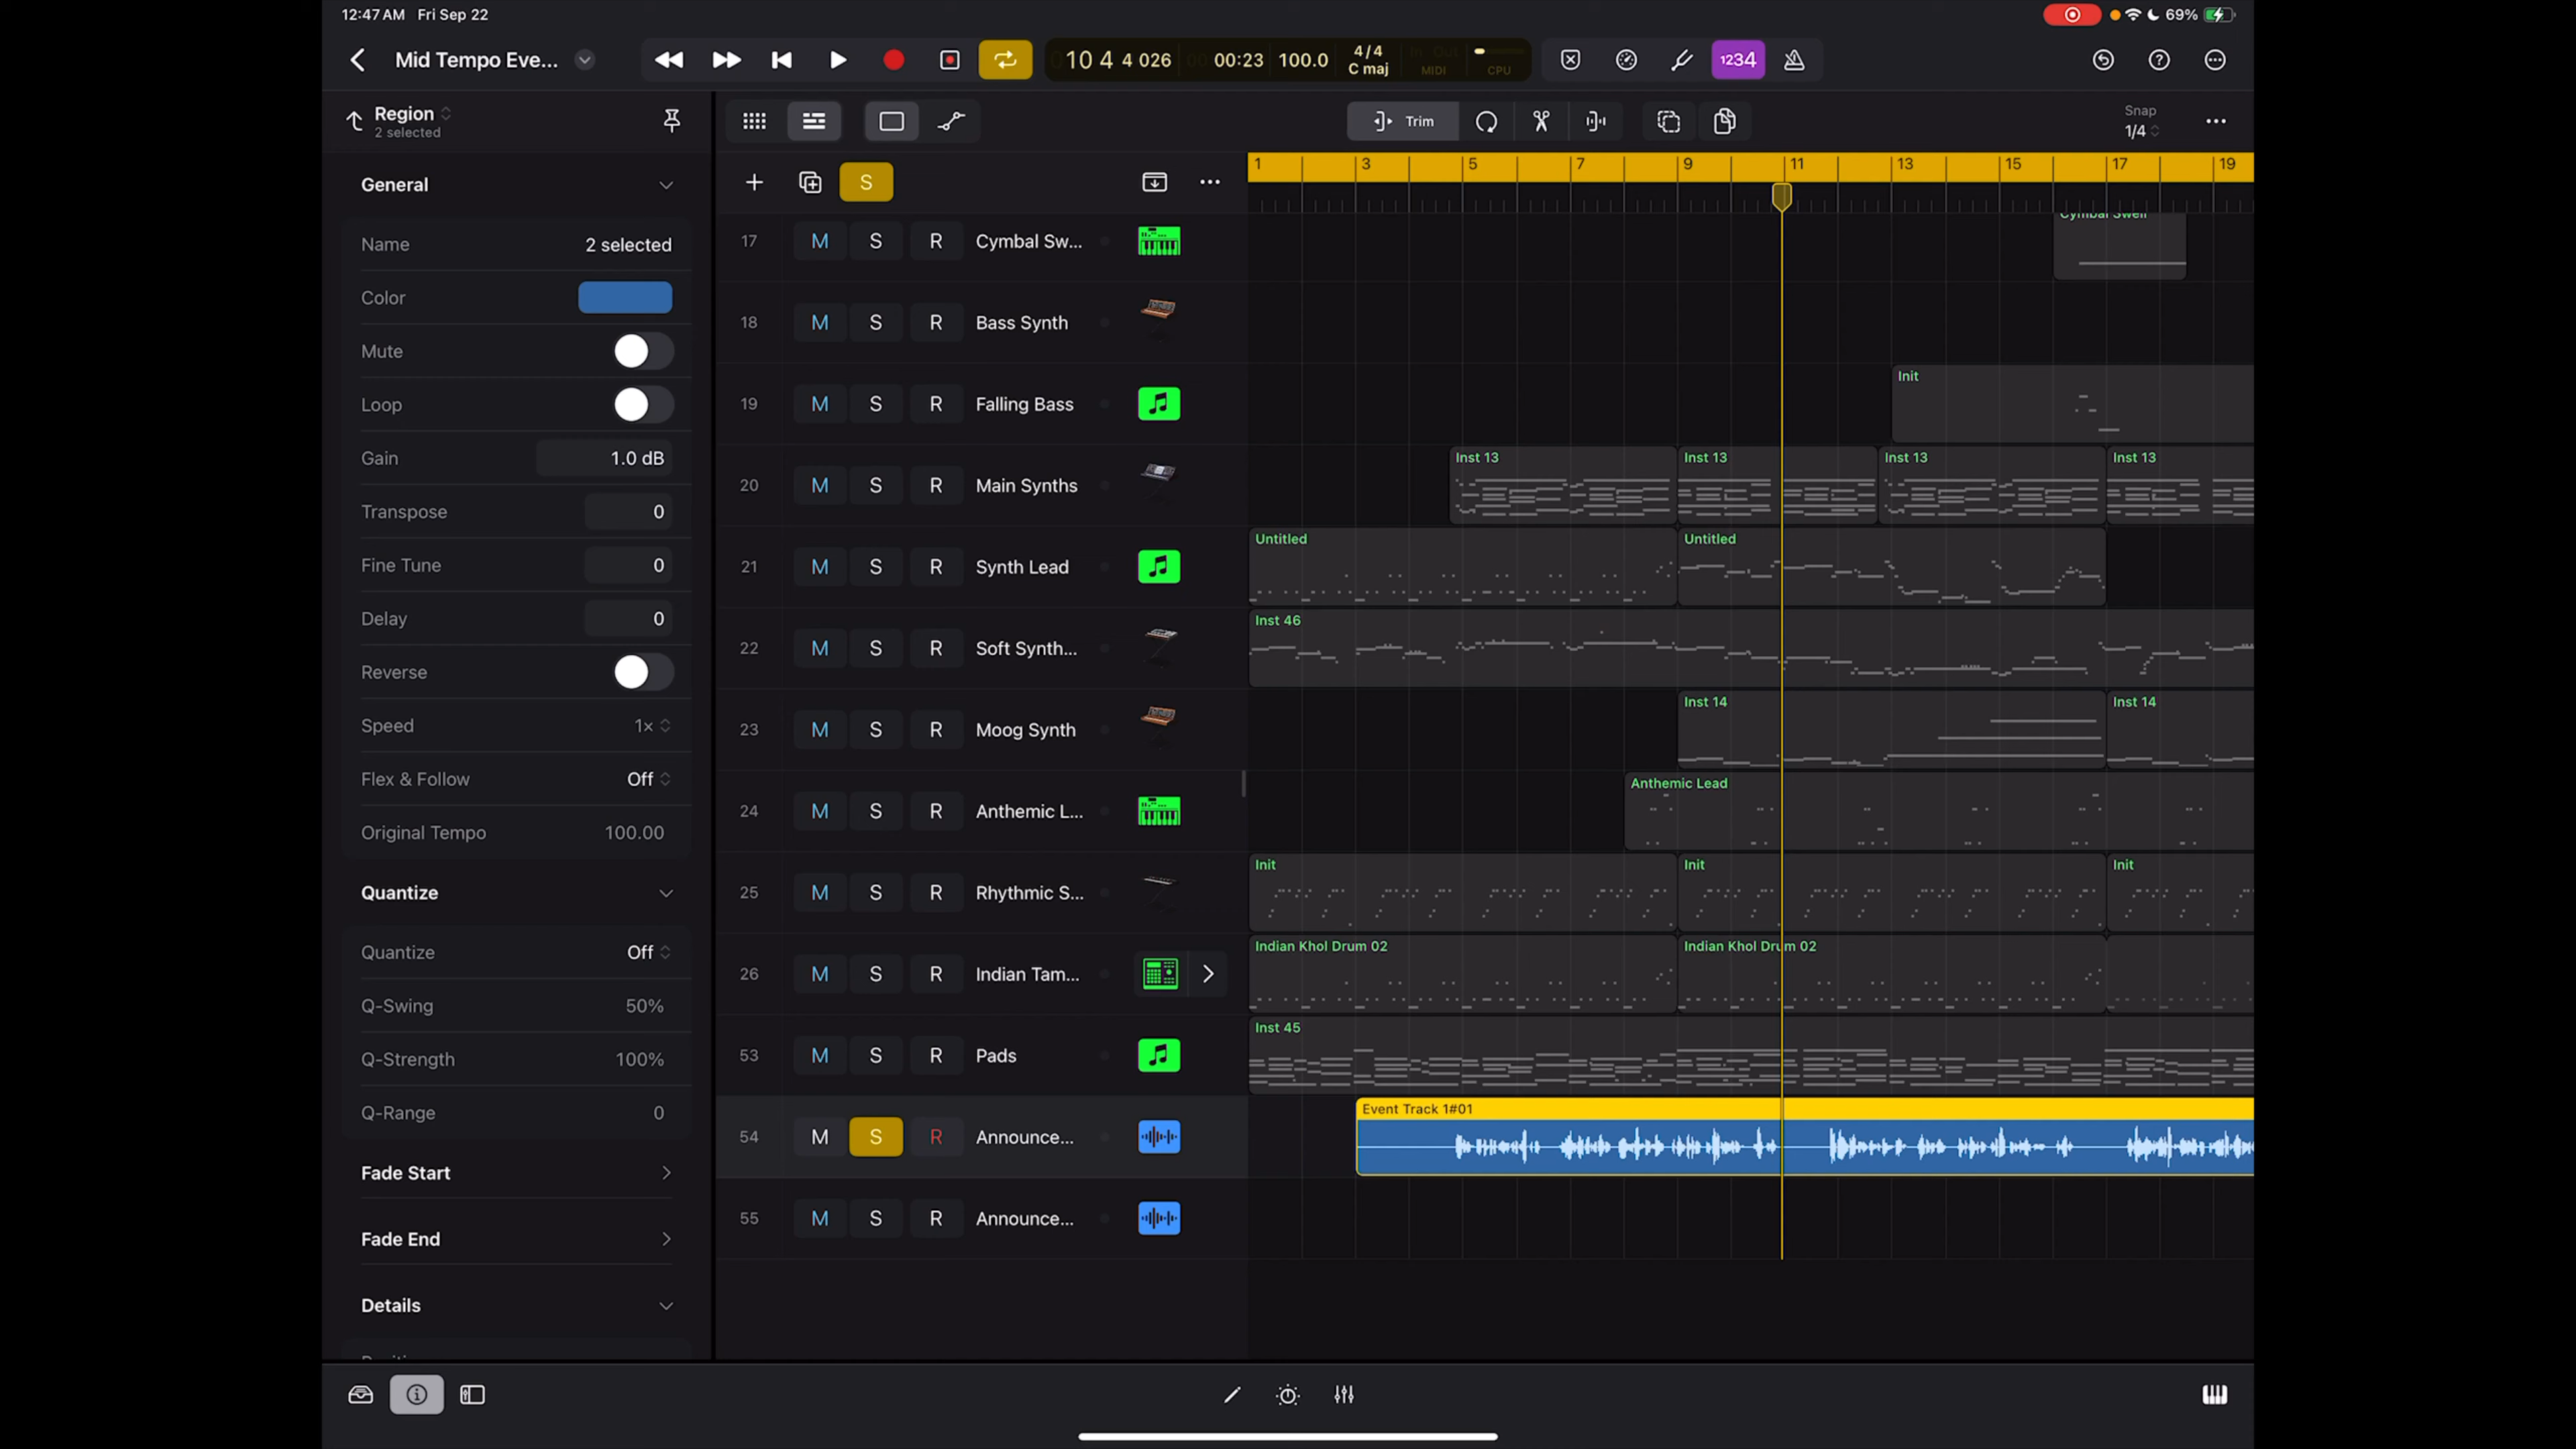 12:47 AM Fri Sep 22
69%
Mid Tempo Eve...
10 4 4 026
00:23
100.0
4/4
C maj
In Out
MIDI
CPU
1234
Region
2 selected
Trim
Snap
1/4
General
Name 2 selected
Color
Mute
Loop
Gain 1.0 dB
Transpose 0
Fine Tune 0
Delay 0
Reverse
Speed 1×
Flex & Follow Off
Original Tempo 100.00
Quantize
Quantize Off
Q-Swing 50%
Q-Strength 100%
Q-Range 0
Fade Start
Fade End
Details
S
1 3 5 7 9 11 13 15 17 19
17 M S R Cymbal Sw...
Cymbal Swell
18 M S R Bass Synth
19 M S R Falling Bass
Init
20 M S R Main Synths
Inst 13 Inst 13 Inst 13 Inst 13
21 M S R Synth Lead
Untitled Untitled
22 M S R Soft Synth...
Inst 46
23 M S R Moog Synth
Inst 14 Inst 14
24 M S R Anthemic L...
Anthemic Lead
25 M S R Rhythmic S...
Init Init Init
26 M S R Indian Tam...
Indian Khol Drum 02 Indian Khol Drum 02
53 M S R Pads
Inst 45
54 M S R Announce...
Event Track 1#01
55 M S R Announce...